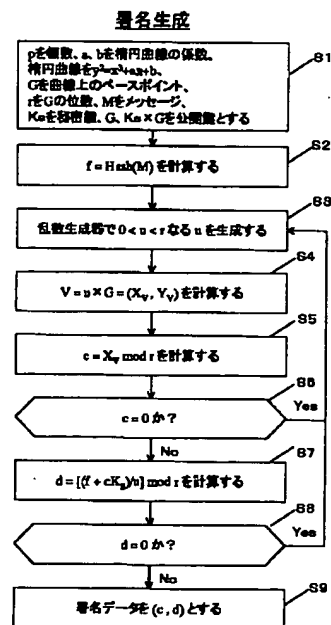 署名生成
pを標数、a、bを楕円曲線の係数、
楕円曲線をy²=x³+ax+b、
Gを曲線上のベースポイント、
rをGの位数、Mをメッセージ、
Ksを秘密鍵、G、Ks×Gを公開鍵とする
S1
f=Hash(M)を計算する
S2
乱数生成器で0<u<rなるuを生成する
S3
V=u×G=(XV, YV)を計算する
S4
c=XV mod rを計算する
S5
c=0か?
S6
Yes
No
d=[(f+cKs)/u] mod rを計算する
S7
d=0か?
S8
Yes
No
署名データを(c, d)とする
S9